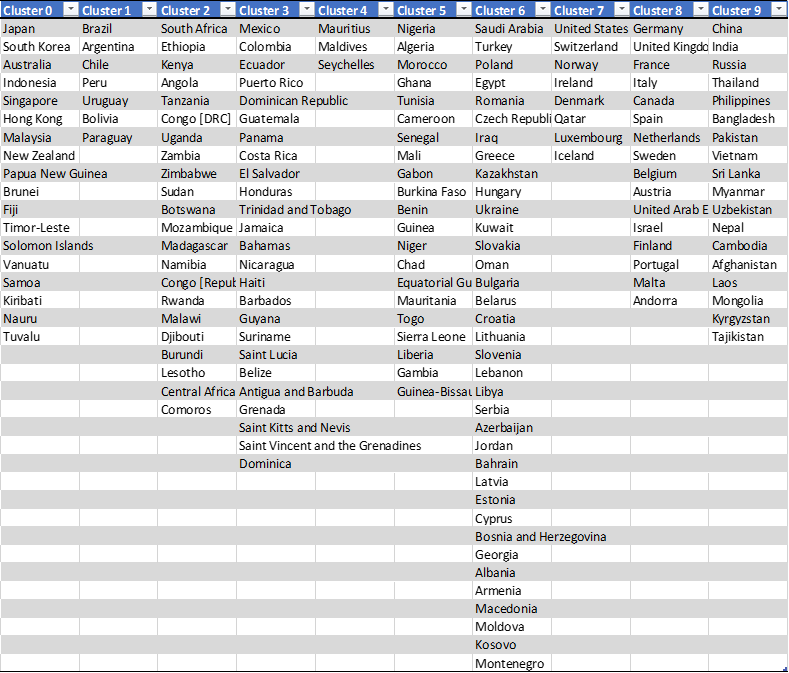 Cluster 0 Cluster 1 Cluster 2 Cluster 3 Cluster 4 Cluster 5 Cluster 6 Cluster 7 Cluster 8 Cluster 9
Japan Brazil South Africa Mexico Mauritius Nigeria Saudi Arabia United States Germany China
South Korea Argentina Ethiopia Colombia Maldives Algeria Turkey Switzerland United Kingdo India
Australia Chile Kenya Ecuador Seychelles Morocco Poland Norway France Russia
Indonesia Peru Angola Puerto Rico Ghana Egypt Ireland Italy Thailand
Singapore Uruguay Tanzania Dominican Republic Tunisia Romania Denmark Canada Philippines
Hong Kong Bolivia Congo [DRC] Guatemala Cameroon Czech Republi Qatar Spain Bangladesh
Malaysia Paraguay Uganda Panama Senegal Iraq Luxembourg Netherlands Pakistan
New Zealand Zambia Costa Rica Mali Greece Iceland Sweden Vietnam
Papua New Guinea Zimbabwe El Salvador Gabon Kazakhstan Belgium Sri Lanka
Brunei Sudan Honduras Burkina Faso Hungary Austria Myanmar
Fiji Botswana Trinidad and Tobago Benin Ukraine United Arab E Uzbekistan
Timor-Leste Mozambique Jamaica Guinea Kuwait Israel Nepal
Solomon Islands Madagascar Bahamas Niger Slovakia Finland Cambodia
Vanuatu Namibia Nicaragua Chad Oman Portugal Afghanistan
Samoa Congo [Repub Haiti Equatorial Gu Bulgaria Malta Laos
Kiribati Rwanda Barbados Mauritania Belarus Andorra Mongolia
Nauru Malawi Guyana Togo Croatia Kyrgyzstan
Tuvalu Djibouti Suriname Sierra Leone Lithuania Tajikistan
Burundi Saint Lucia Liberia Slovenia
Lesotho Belize Gambia Lebanon
Central Africa Antigua and Barbuda Guinea-Bissau Libya
Comoros Grenada Serbia
Saint Kitts and Nevis Azerbaijan
Saint Vincent and the Grenadines Jordan
Dominica Bahrain
Latvia
Estonia
Cyprus
Bosnia and Herzegovina
Georgia
Albania
Armenia
Macedonia
Moldova
Kosovo
Montenegro